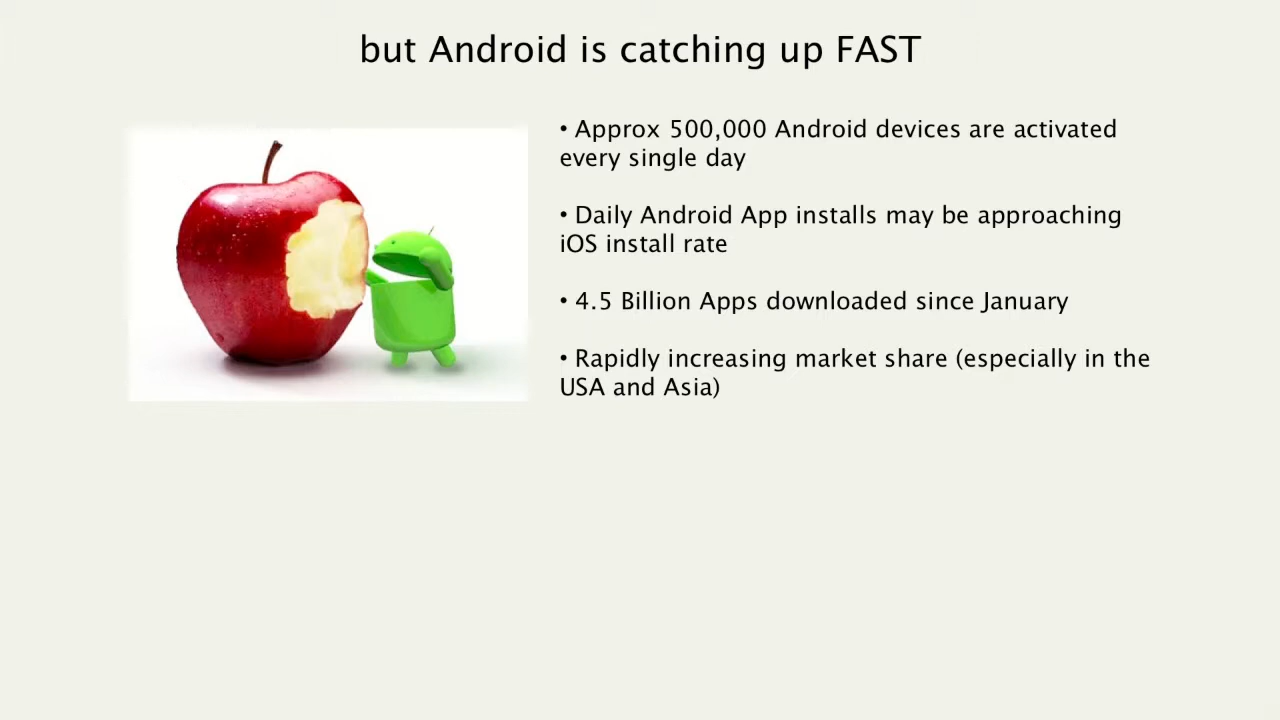 but Android is catching up FAST
• Approx 500,000 Android devices are activated
every single day
• Daily Android App installs may be approaching
iOS install rate
• 4.5 Billion Apps downloaded since January
• Rapidly increasing market share (especially in the
USA and Asia)